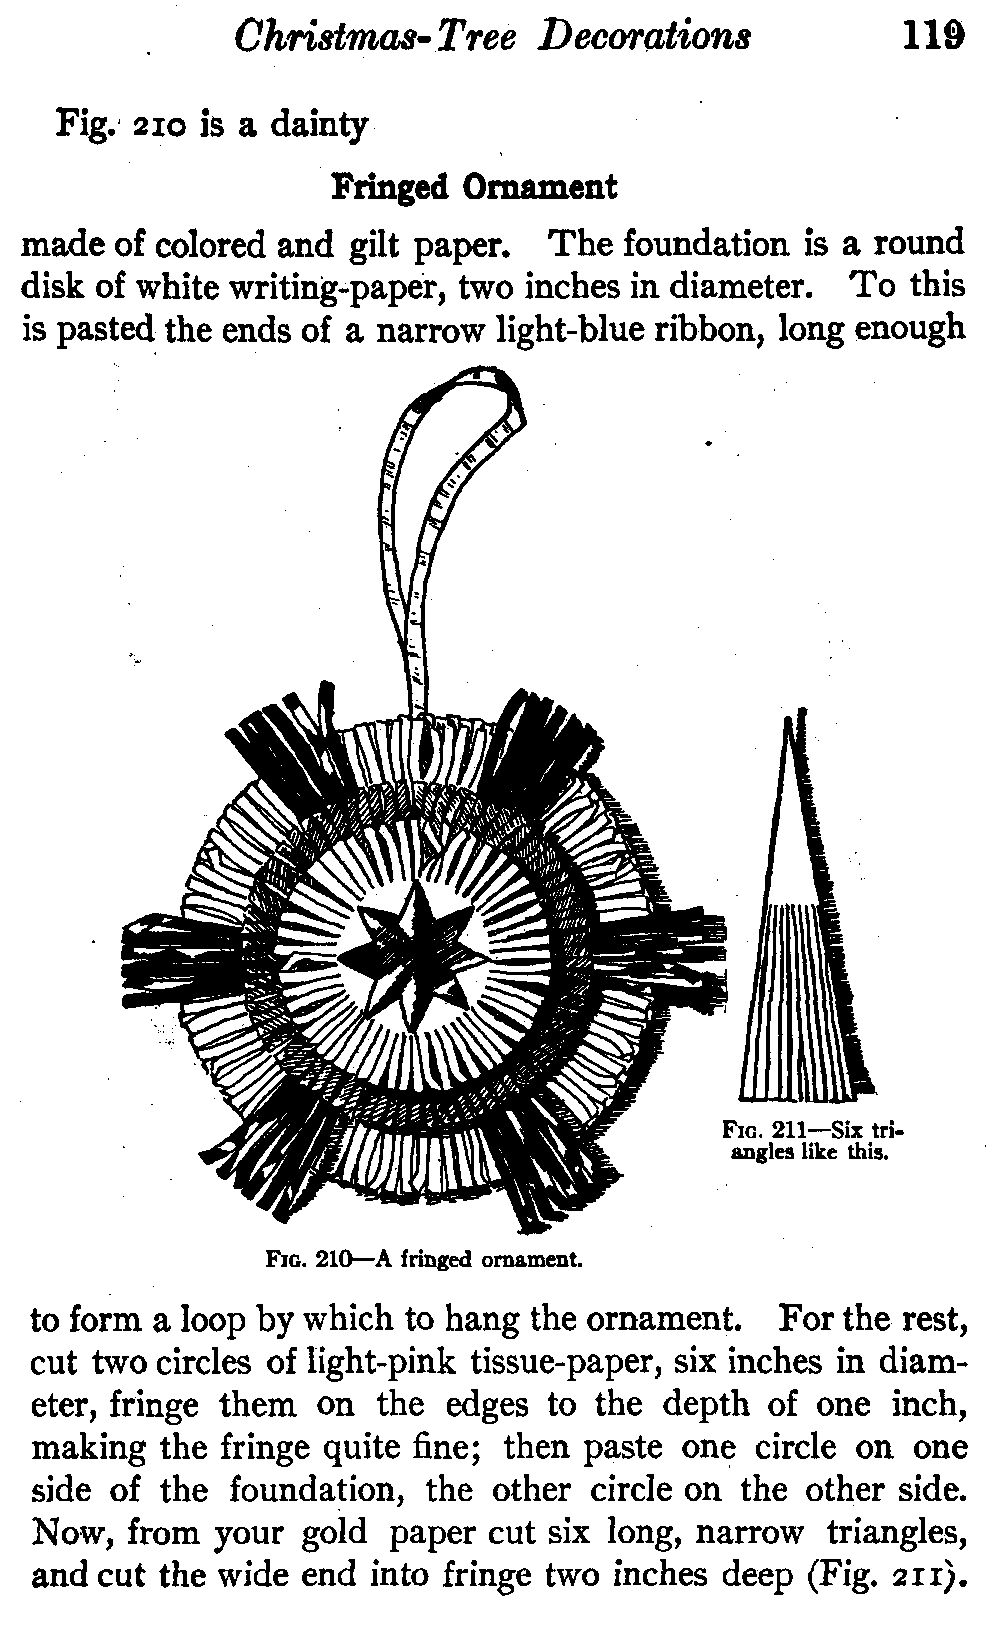 Christmas-Tree Decorations 119
Fig. 210 is a dainty
Fringed Ornament
made of colored and gilt paper. The foundation is a round
disk of white writing-paper, two inches in diameter. To this
is pasted the ends of a narrow light-blue ribbon, long enough
FIG. 211—Six tri-
angles like this.
FIG. 210—A fringed ornament.
to form a loop by which to hang the ornament. For the rest,
cut two circles of light-pink tissue-paper, six inches in diam-
eter, fringe them on the edges to the depth of one inch,
making the fringe quite fine; then paste one circle on one
side of the foundation, the other circle on the other side.
Now, from your gold paper cut six long, narrow triangles,
and cut the wide end into fringe two inches deep (Fig. 211).